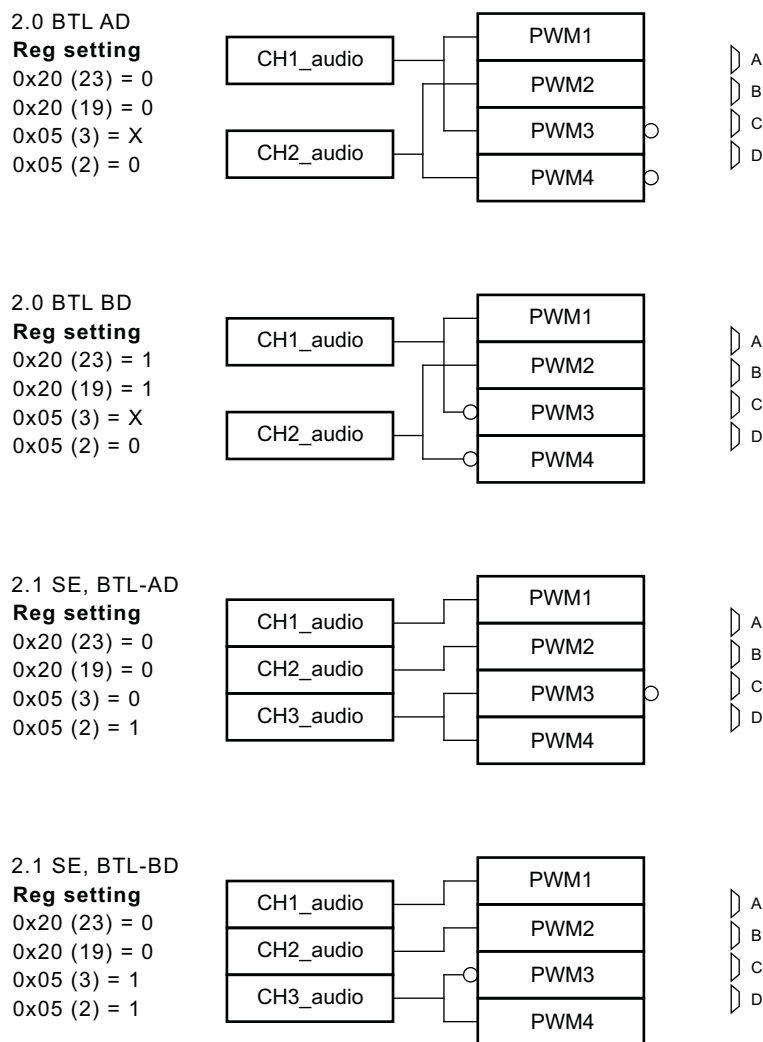 2.0 BTL AD
Reg setting
0x20 (23) = 0
0x20 (19) = 0
0x05 (3) = X
0x05 (2) = 0
CH1_audio
CH2_audio
PWM1
PWM2
PWM3
PWM4
A
B
C
D
2.0 BTL BD
Reg setting
0x20 (23) = 1
0x20 (19) = 1
0x05 (3) = X
0x05 (2) = 0
CH1_audio
CH2_audio
PWM1
PWM2
PWM3
PWM4
A
B
C
D
2.1 SE, BTL-AD
Reg setting
0x20 (23) = 0
0x20 (19) = 0
0x05 (3) = 0
0x05 (2) = 1
CH1_audio
CH2_audio
CH3_audio
PWM1
PWM2
PWM3
PWM4
A
B
C
D
2.1 SE, BTL-BD
Reg setting
0x20 (23) = 0
0x20 (19) = 0
0x05 (3) = 1
0x05 (2) = 1
CH1_audio
CH2_audio
CH3_audio
PWM1
PWM2
PWM3
PWM4
A
B
C
D